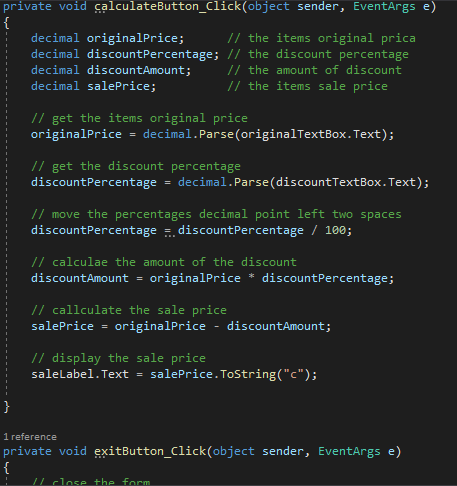 private void calculateButton_Click(object sender, EventArgs e)
{
decimal originalPrice; // the items original prica
decimal discountPercentage; // the discount percentage
decimal discountAmount; // the amount of discount
decimal salePrice; // the items sale price
// get the items original price
originalPrice = decimal.Parse(originalTextBox.Text);
// get the discount percentage
discountPercentage = decimal.Parse(discountTextBox.Text);
// move the percentages decimal point left two spaces
discountPercentage = discountPercentage / 100;
// calculae the amount of the discount
discountAmount = originalPrice * discountPercentage;
// callculate the sale price
salePrice = originalPrice - discountAmount;
// display the sale price
saleLabel.Text = salePrice.ToString("c");
}
1 reference
private void exitButton_Click(object sender, EventArgs e)
{
// close the form